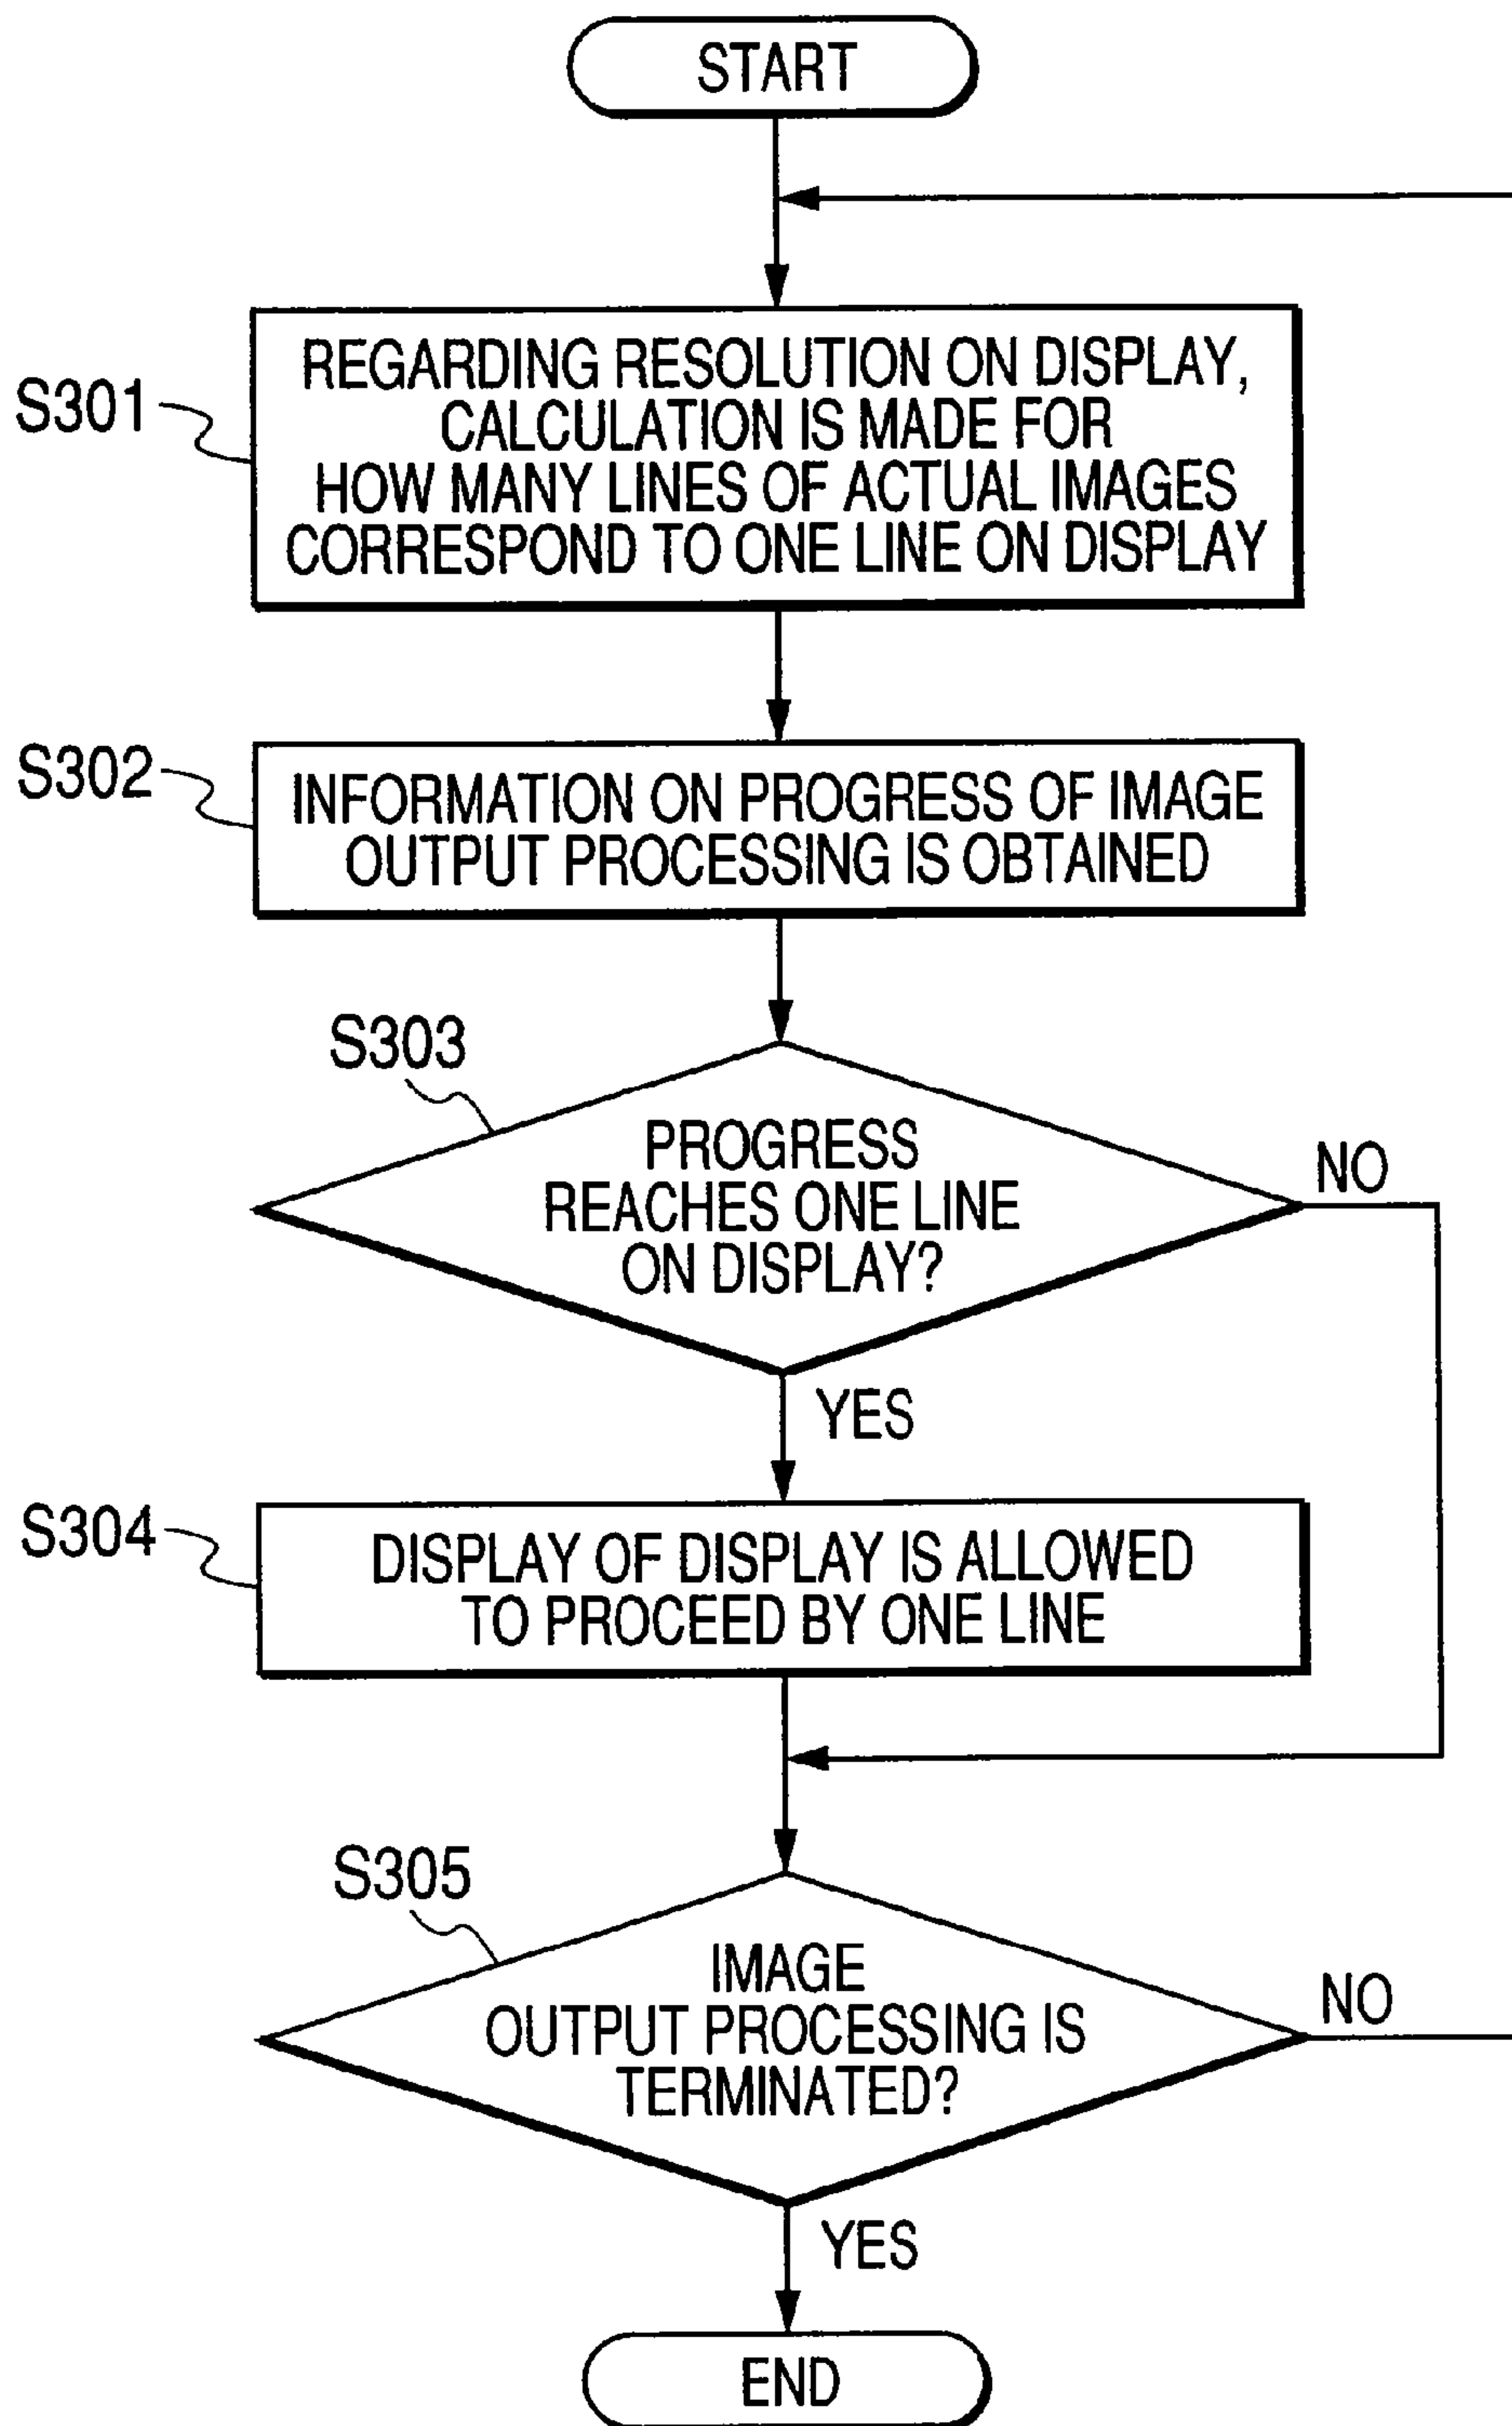 START
S301
REGARDING RESOLUTION ON DISPLAY,
CALCULATION IS MADE FOR
HOW MANY LINES OF ACTUAL IMAGES
CORRESPOND TO ONE LINE ON DISPLAY
S302
INFORMATION ON PROGRESS OF IMAGE
OUTPUT PROCESSING IS OBTAINED
S303
PROGRESS
REACHES ONE LINE
ON DISPLAY?
NO
YES
S304
DISPLAY OF DISPLAY IS ALLOWED
TO PROCEED BY ONE LINE
S305
IMAGE
OUTPUT PROCESSING IS
TERMINATED?
NO
YES
END